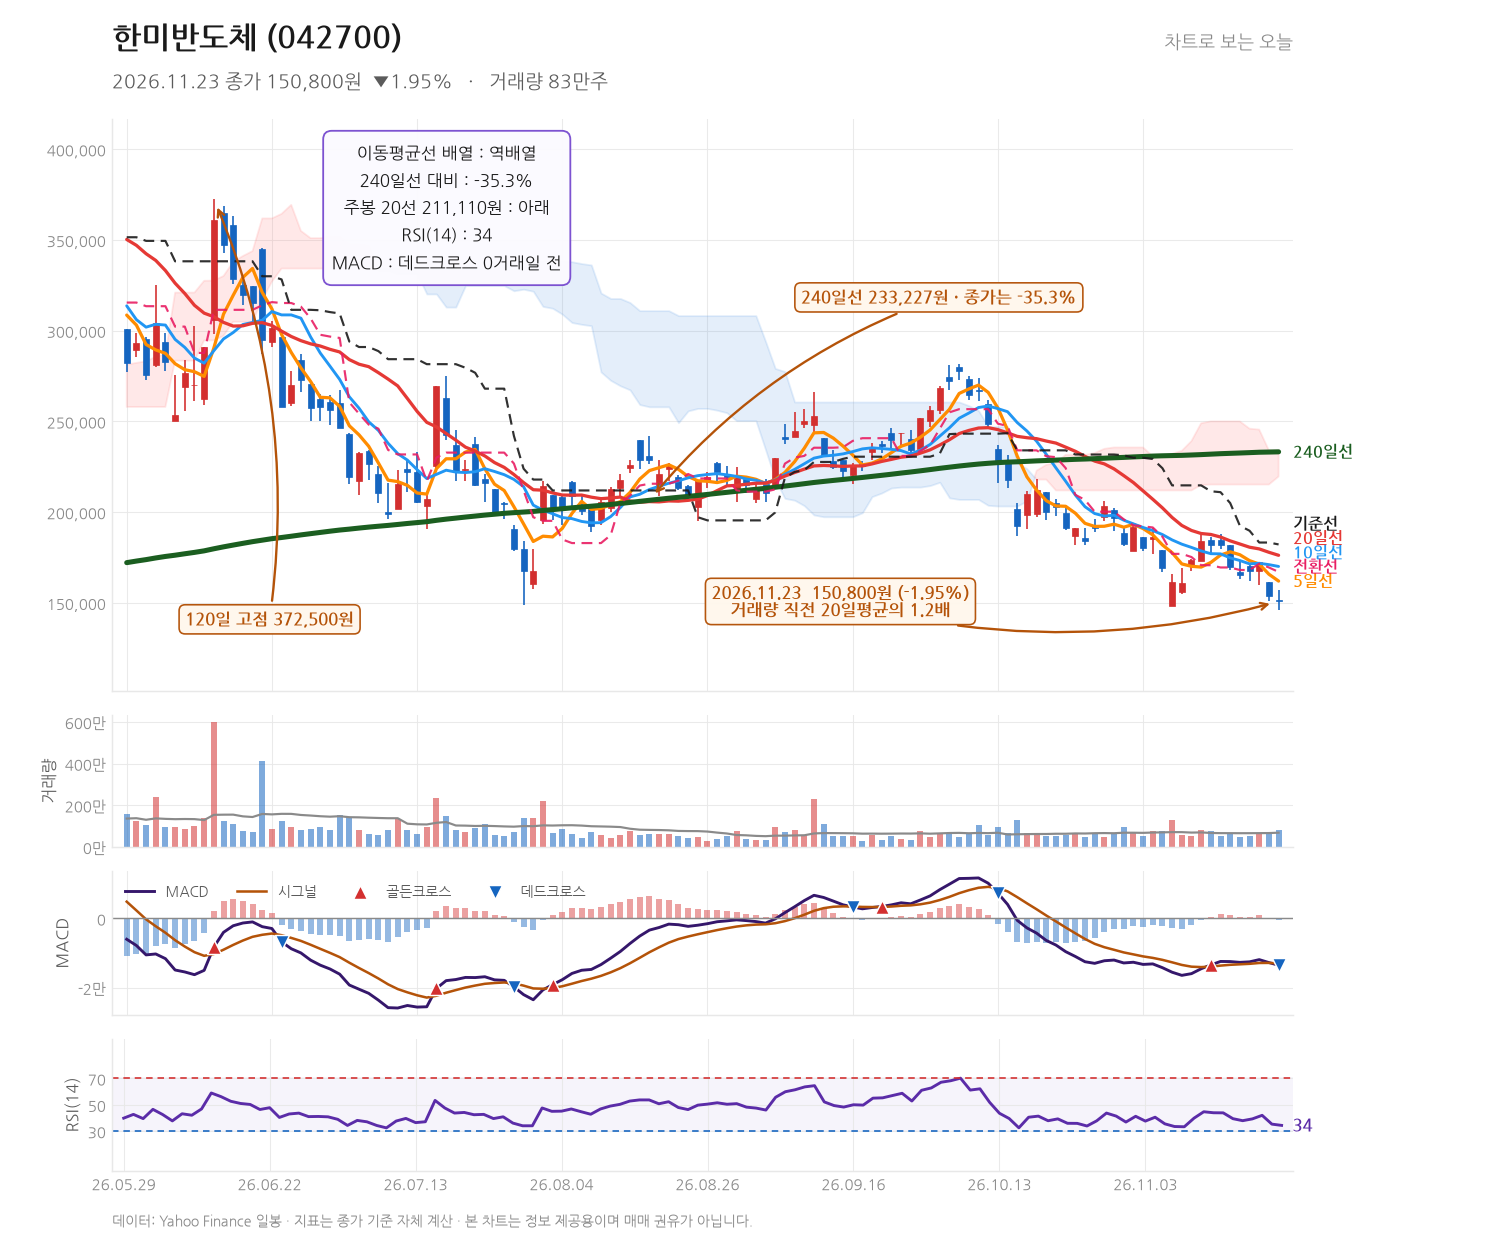 한미반도체 (042700)
차트로 보는 오늘
2026.11.23 종가 150,800원 ▼1.95% · 거래량 83만주
400,000
350,000
300,000
250,000
200,000
150,000
이동평균선 배열 : 역배열
240일선 대비 : -35.3%
주봉 20선 211,110원 : 아래
RSI(14) : 34
MACD : 데드크로스 0거래일 전
240일선 233,227원 · 종가는 -35.3%
120일 고점 372,500원
2026.11.23 150,800원 (-1.95%)
거래량 직전 20일평균의 1.2배
240일선
기준선
20일선
10일선
전환선
5일선
거래량
600만
400만
200만
0만
MACD
MACD
시그널
골든크로스
데드크로스
0
-2만
RSI(14)
70
50
30
34
26.05.29
26.06.22
26.07.13
26.08.04
26.08.26
26.09.16
26.10.13
26.11.03
데이터: Yahoo Finance 일봉 · 지표는 종가 기준 자체 계산 · 본 차트는 정보 제공용이며 매매 권유가 아닙니다.